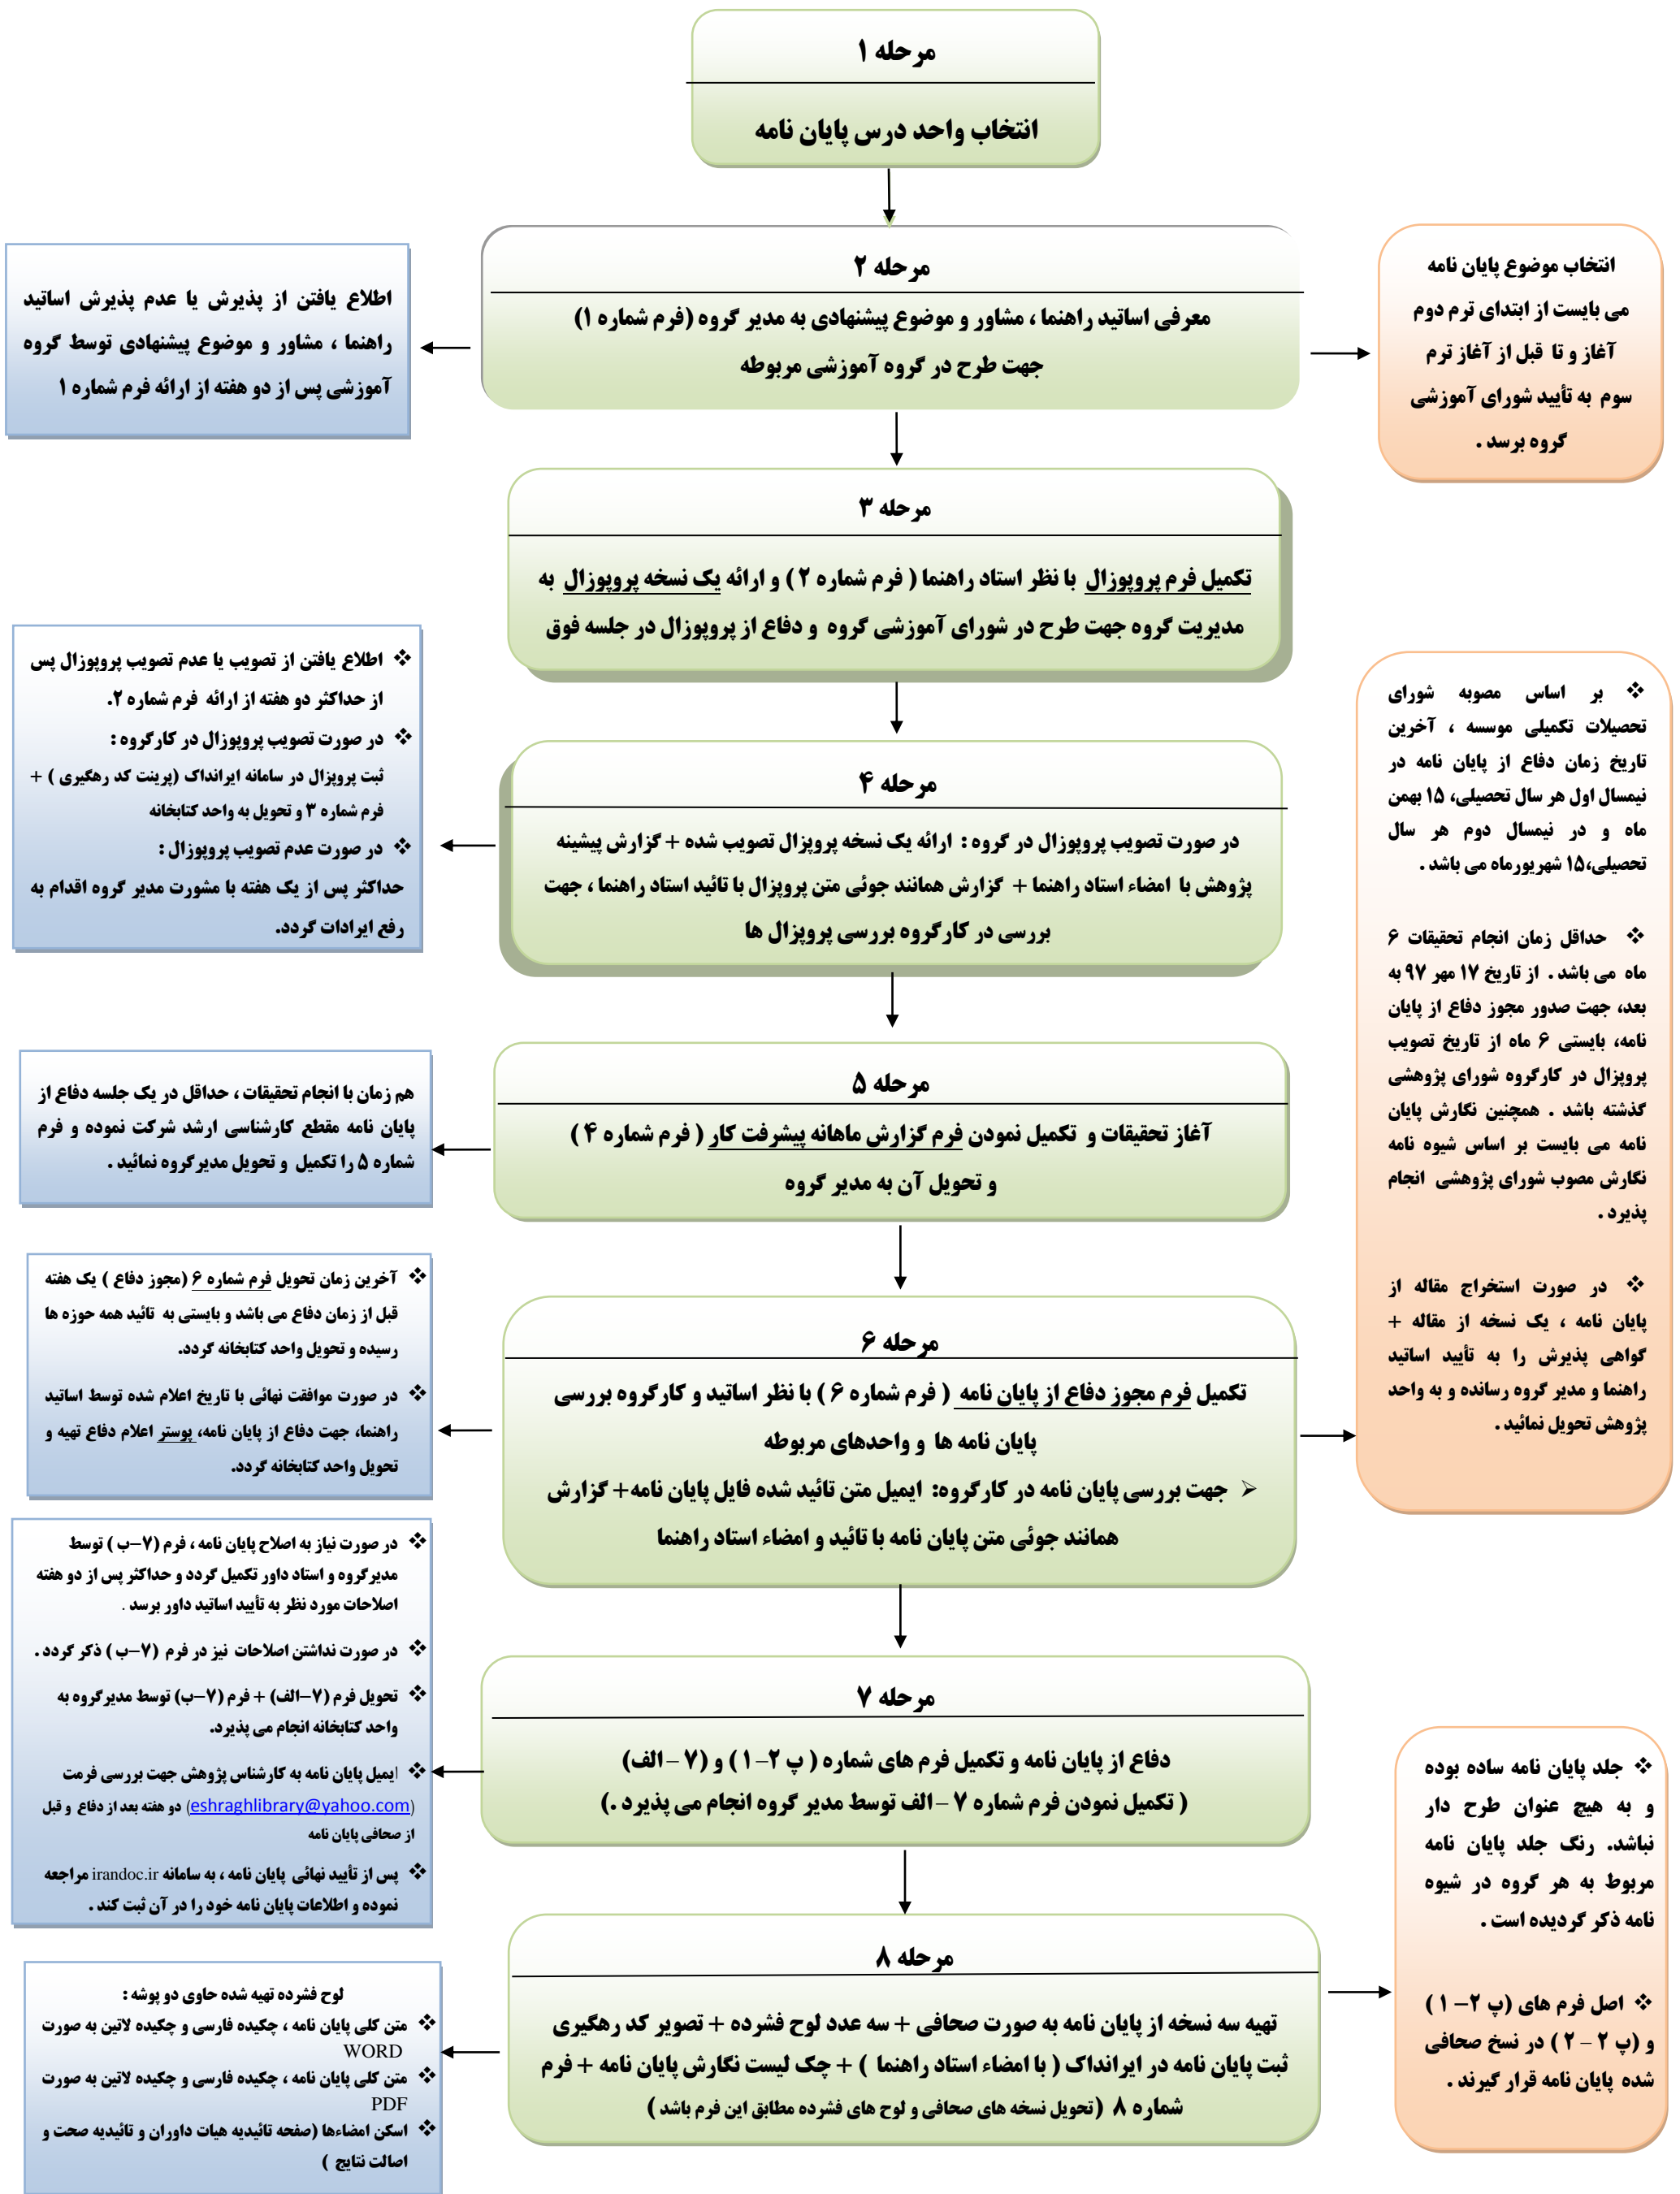 مرحله ۱
انتخاب واحد درس پایان نامه
مرحله ۲
معرفی اساتید راهنما ، مشاور و موضوع پیشنهادی به مدیر گروه (فرم شماره ۱)
جهت طرح در گروه آموزشی مربوطه
انتخاب موضوع پایان نامه
می بایست از ابتدای ترم دوم
آغاز و تا قبل از آغاز ترم
سوم به تأیید شورای آموزشی
گروه برسد .
اطلاع یافتن از پذیرش یا عدم پذیرش اساتید
راهنما ، مشاور و موضوع پیشنهادی توسط گروه
آموزشی پس از دو هفته از ارائه فرم شماره ۱
مرحله ۳
تکمیل فرم پروپوزال با نظر استاد راهنما ( فرم شماره ۲ ) و ارائه یک نسخه پروپوزال به
مدیریت گروه جهت طرح در شورای آموزشی گروه و دفاع از پروپوزال در جلسه فوق
❖ اطلاع یافتن از تصویب یا عدم تصویب پروپوزال پس
از حداکثر دو هفته از ارائه فرم شماره ۲.
❖ در صورت تصویب پروپوزال در کارگروه :
ثبت پروپزال در سامانه ایرانداک (پرینت کد رهگیری ) +
فرم شماره ۳ و تحویل به واحد کتابخانه
❖ در صورت عدم تصویب پروپوزال :
حداکثر پس از یک هفته با مشورت مدیر گروه اقدام به
رفع ایرادات گردد.
مرحله ۴
در صورت تصویب پروپوزال در گروه : ارائه یک نسخه پروپزال تصویب شده + گزارش پیشینه
پژوهش با امضاء استاد راهنما + گزارش همانند جوئی متن پروپزال با تائید استاد راهنما ، جهت
بررسی در کارگروه بررسی پروپزال ها
❖ بر اساس مصوبه شورای
تحصیلات تکمیلی موسسه ، آخرین
تاریخ زمان دفاع از پایان نامه در
نیمسال اول هر سال تحصیلی، ۱۵ بهمن
ماه و در نیمسال دوم هر سال
تحصیلی،۱۵ شهریورماه می باشد .
❖ حداقل زمان انجام تحقیقات ۶
ماه می باشد . از تاریخ ۱۷ مهر ۹۷ به
بعد، جهت صدور مجوز دفاع از پایان
نامه، بایستی ۶ ماه از تاریخ تصویب
پروپزال در کارگروه شورای پژوهشی
گذشته باشد . همچنین نگارش پایان
نامه می بایست بر اساس شیوه نامه
نگارش مصوب شورای پژوهشی انجام
پذیرد .
❖ در صورت استخراج مقاله از
پایان نامه ، یک نسخه از مقاله +
گواهی پذیرش را به تأیید اساتید
راهنما و مدیر گروه رسانده و به واحد
پژوهش تحویل نمائید .
مرحله ۵
آغاز تحقیقات و تکمیل نمودن فرم گزارش ماهانه پیشرفت کار ( فرم شماره ۴ )
و تحویل آن به مدیر گروه
هم زمان با انجام تحقیقات ، حداقل در یک جلسه دفاع از
پایان نامه مقطع کارشناسی ارشد شرکت نموده و فرم
شماره ۵ را تکمیل و تحویل مدیرگروه نمائید .
مرحله ۶
تکمیل فرم مجوز دفاع از پایان نامه ( فرم شماره ۶ ) با نظر اساتید و کارگروه بررسی
پایان نامه ها و واحدهای مربوطه
➢ جهت بررسی پایان نامه در کارگروه: ایمیل متن تائید شده فایل پایان نامه+ گزارش
همانند جوئی متن پایان نامه با تائید و امضاء استاد راهنما
❖ آخرین زمان تحویل فرم شماره ۶ (مجوز دفاع ) یک هفته
قبل از زمان دفاع می باشد و بایستی به تائید همه حوزه ها
رسیده و تحویل واحد کتابخانه گردد.
❖ در صورت موافقت نهائی با تاریخ اعلام شده توسط اساتید
راهنما، جهت دفاع از پایان نامه، پوستر اعلام دفاع تهیه و
تحویل واحد کتابخانه گردد.
مرحله ۷
دفاع از پایان نامه و تکمیل فرم های شماره ( پ ۲– ۱ ) و (۷ – الف)
( تکمیل نمودن فرم شماره ۷ – الف توسط مدیر گروه انجام می پذیرد .)
❖ در صورت نیاز به اصلاح پایان نامه ، فرم (۷–ب ) توسط
مدیرگروه و استاد داور تکمیل گردد و حداکثر پس از دو هفته
اصلاحات مورد نظر به تأیید اساتید داور برسد .
❖ در صورت نداشتن اصلاحات نیز در فرم (۷–ب ) ذکر گردد .
❖ تحویل فرم (۷–الف) + فرم (۷–ب) توسط مدیرگروه به
واحد کتابخانه انجام می پذیرد.
❖ ایمیل پایان نامه به کارشناس پژوهش جهت بررسی فرمت
(eshraghlibrary@yahoo.com) دو هفته بعد از دفاع و قبل
از صحافی پایان نامه
❖ پس از تأیید نهائی پایان نامه ، به سامانه irandoc.ir مراجعه
نموده و اطلاعات پایان نامه خود را در آن ثبت کند .
مرحله ۸
تهیه سه نسخه از پایان نامه به صورت صحافی + سه عدد لوح فشرده + تصویر کد رهگیری
ثبت پایان نامه در ایرانداک ( با امضاء استاد راهنما ) + چک لیست نگارش پایان نامه + فرم
شماره ۸ (تحویل نسخه های صحافی و لوح های فشرده مطابق این فرم باشد )
❖ جلد پایان نامه ساده بوده
و به هیچ عنوان طرح دار
نباشد. رنگ جلد پایان نامه
مربوط به هر گروه در شیوه
نامه ذکر گردیده است .
❖ اصل فرم های (پ ۲– ۱ )
و (پ ۲ – ۲ ) در نسخ صحافی
شده پایان نامه قرار گیرند .
لوح فشرده تهیه شده حاوی دو پوشه :
❖ متن کلی پایان نامه ، چکیده فارسی و چکیده لاتین به صورت
WORD
❖ متن کلی پایان نامه ، چکیده فارسی و چکیده لاتین به صورت
PDF
❖ اسکن امضاءها (صفحه تائیدیه هیات داوران و تائیدیه صحت و
اصالت نتایج )